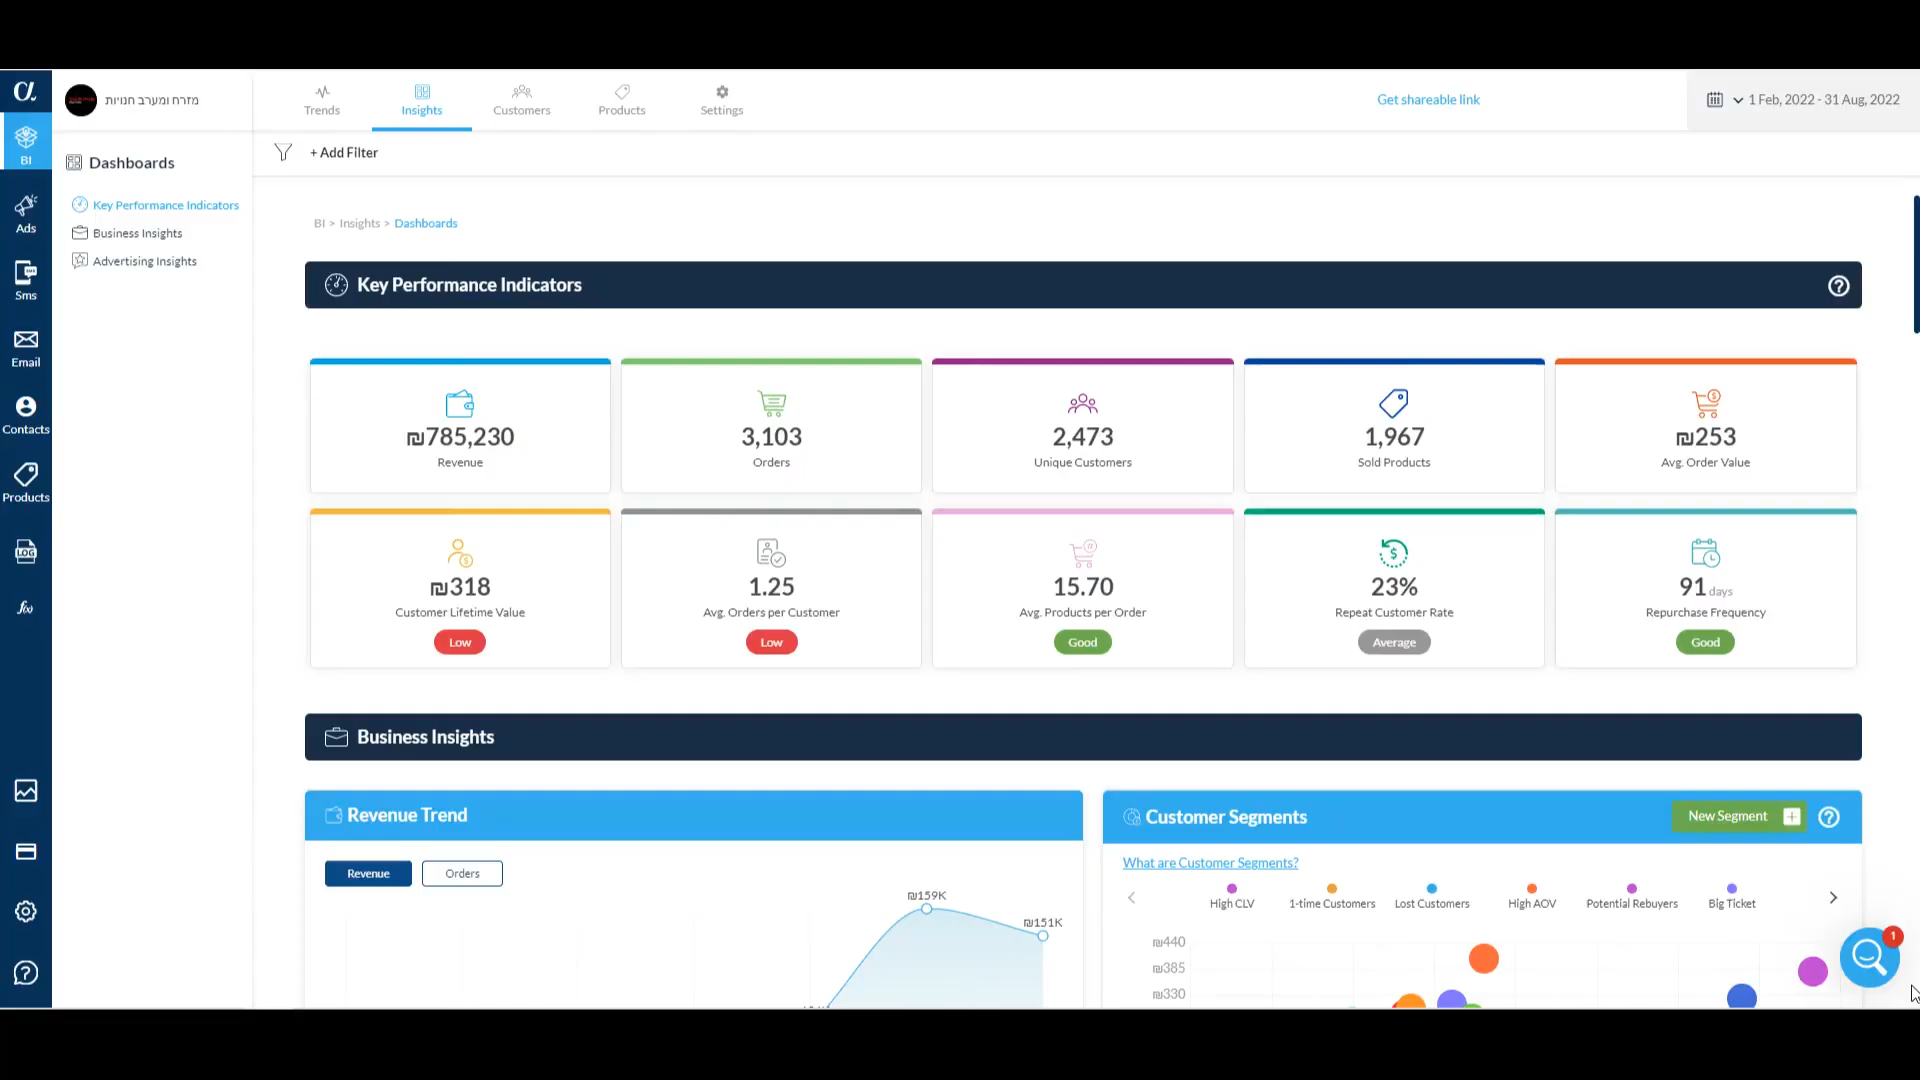 α
BI
Ads
Sms
Email
Contacts
Products
LOG
f(x)
מזרח ומערב חנויות
Dashboards
Key Performance Indicators
Business Insights
Advertising Insights
Trends
Insights
Customers
Products
Settings
Get shareable link
1 Feb, 2022 - 31 Aug, 2022
+ Add Filter
BI > Insights > Dashboards
Key Performance Indicators
₪785,230
Revenue
3,103
Orders
2,473
Unique Customers
1,967
Sold Products
₪253
Avg. Order Value
₪318
Customer Lifetime Value
Low
1.25
Avg. Orders per Customer
Low
15.70
Avg. Products per Order
Good
23%
Repeat Customer Rate
Average
91 days
Repurchase Frequency
Good
Business Insights
Revenue Trend
Revenue
Orders
₪159K
₪151K
Customer Segments
New Segment
What are Customer Segments?
High CLV
1-time Customers
Lost Customers
High AOV
Potential Rebuyers
Big Ticket
₪440
₪385
₪330
1